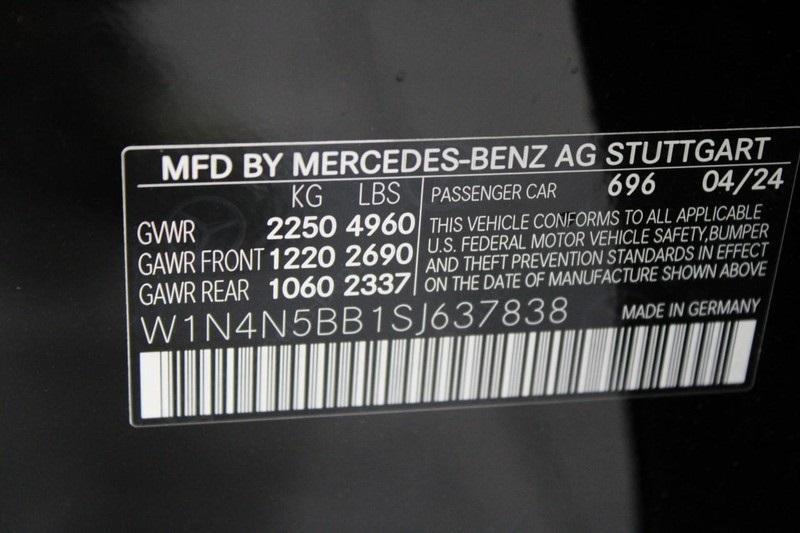 MFD BY MERCEDES-BENZ AG STUTTGART
KG LBS
GVWR 2250 4960
GAWR FRONT 1220 2690
GAWR REAR 1060 2337
PASSENGER CAR 696 04/24
THIS VEHICLE CONFORMS TO ALL APPLICABLE
U.S. FEDERAL MOTOR VEHICLE SAFETY,BUMPER
AND THEFT PREVENTION STANDARDS IN EFFECT
ON THE DATE OF MANUFACTURE SHOWN ABOVE
W1N4N5BB1SJ637838 MADE IN GERMANY